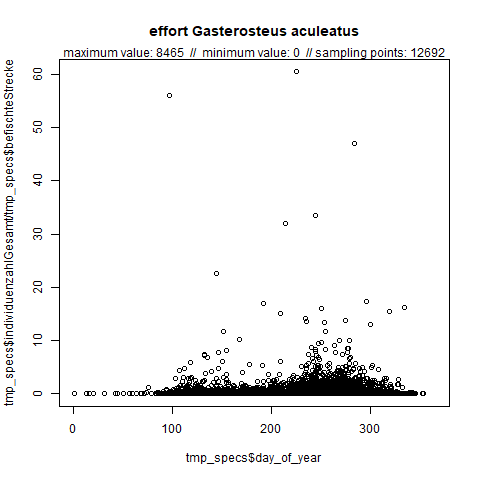 effort Gasterosteus aculeatus
maximum value: 8465 // minimum value: 0 // sampling points: 12692
tmp_specs$individuenzahlGesamt/tmp_specs$befischteStrecke
60
50
40
30
20
10
0
0 100 200 300
tmp_specs$day_of_year